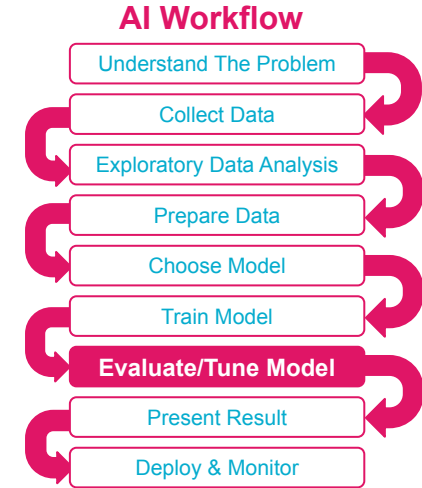 AI Workflow
Understand The Problem
Collect Data
Exploratory Data Analysis
Prepare Data
Choose Model
Train Model
Evaluate/Tune Model
Present Result
Deploy & Monitor